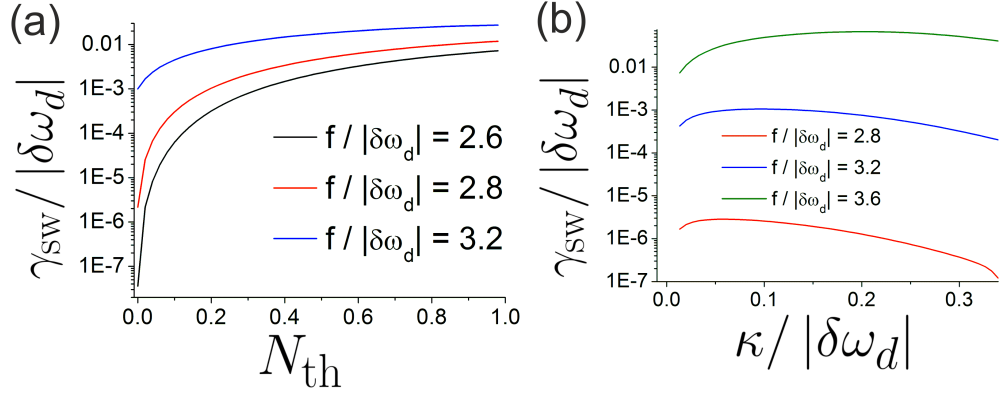 (a)
γsw/|δωd|
0.01
1E-3
1E-4
1E-5
1E-6
1E-7
f / |δωd| = 2.6
f / |δωd| = 2.8
f / |δωd| = 3.2
0.0 0.2 0.4 0.6 0.8 1.0
Nth
(b)
γsw/|δωd|
0.01
1E-3
1E-4
1E-5
1E-6
1E-7
f / |δωd| = 2.8
f / |δωd| = 3.2
f / |δωd| = 3.6
0.0 0.1 0.2 0.3
κ/|δωd|